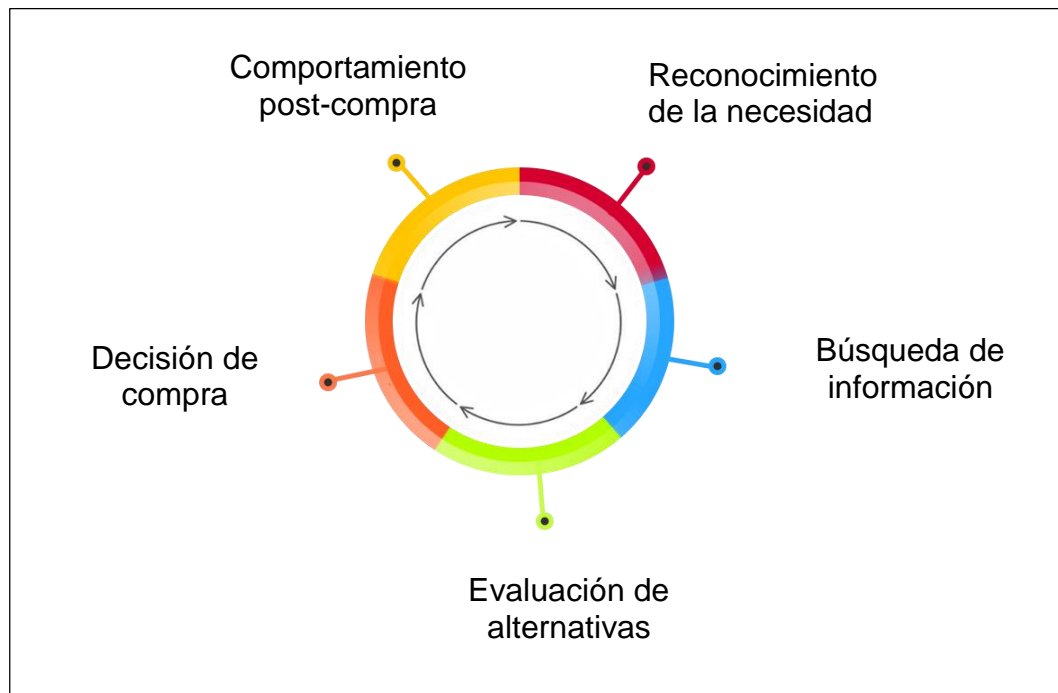 Comportamiento
post-compra
Reconocimiento
de la necesidad
Decisión de
compra
Búsqueda de
información
Evaluación de
alternativas